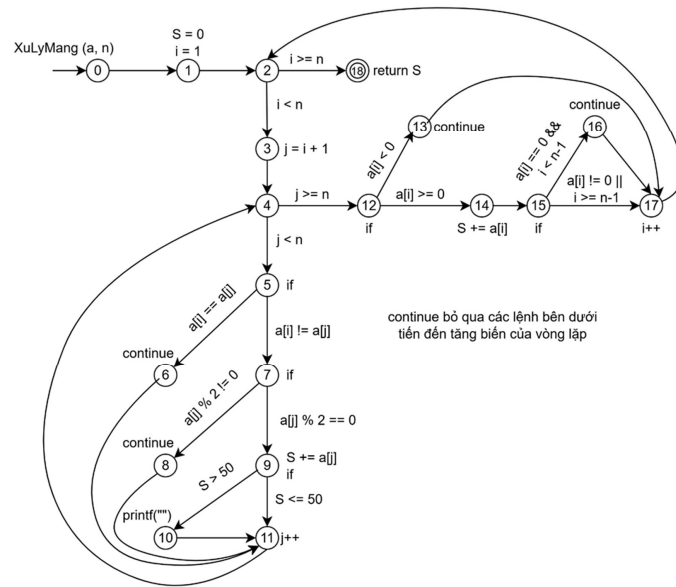 XuLyMang (a, n)
0
S = 0
i = 1
1
2
i >= n
18
return S
i < n
3
j = i + 1
4
j >= n
12
if
a[i] < 0
13
continue
a[i] >= 0
14
S += a[i]
15
if
a[i] == 0 &&
i < n-1
continue
16
a[i] != 0 ||
i >= n-1
17
i++
j < n
5
if
a[i] == a[j]
continue
6
a[i] != a[j]
7
if
a[j] % 2 != 0
continue
8
a[j] % 2 == 0
9
S += a[j]
if
S > 50
printf("")
10
S <= 50
11
j++
continue bỏ qua các lệnh bên dưới
tiến đến tăng biến của vòng lặp